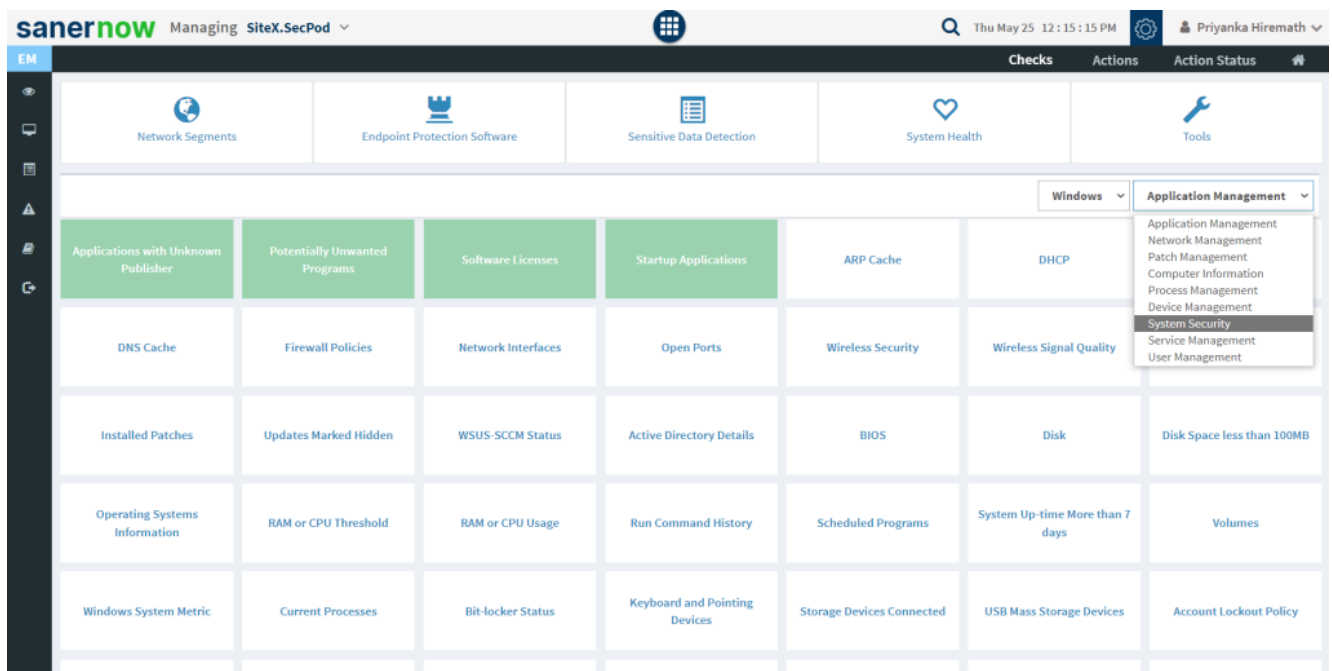 sanernow Managing SiteX.SecPod Thu May 25 12 : 15 : 15 PM Priyanka Hiremath
EM Checks Actions Action Status
Network Segments Endpoint Protection Software Sensitive Data Detection System Health Tools
Windows Application Management
Application Management
Network Management
Patch Management
Computer Information
Process Management
Device Management
System Security
Service Management
User Management
Applications with Unknown
Publisher
Potentially Unwanted
Programs
Software Licenses
Startup Applications
ARP Cache
DHCP
DNS Cache
Firewall Policies
Network Interfaces
Open Ports
Wireless Security
Wireless Signal Quality
Installed Patches
Updates Marked Hidden
WSUS-SCCM Status
Active Directory Details
BIOS
Disk
Disk Space less than 100MB
Operating Systems
Information
RAM or CPU Threshold
RAM or CPU Usage
Run Command History
Scheduled Programs
System Up-time More than 7
days
Volumes
Windows System Metric
Current Processes
Bit-locker Status
Keyboard and Pointing
Devices
Storage Devices Connected
USB Mass Storage Devices
Account Lockout Policy